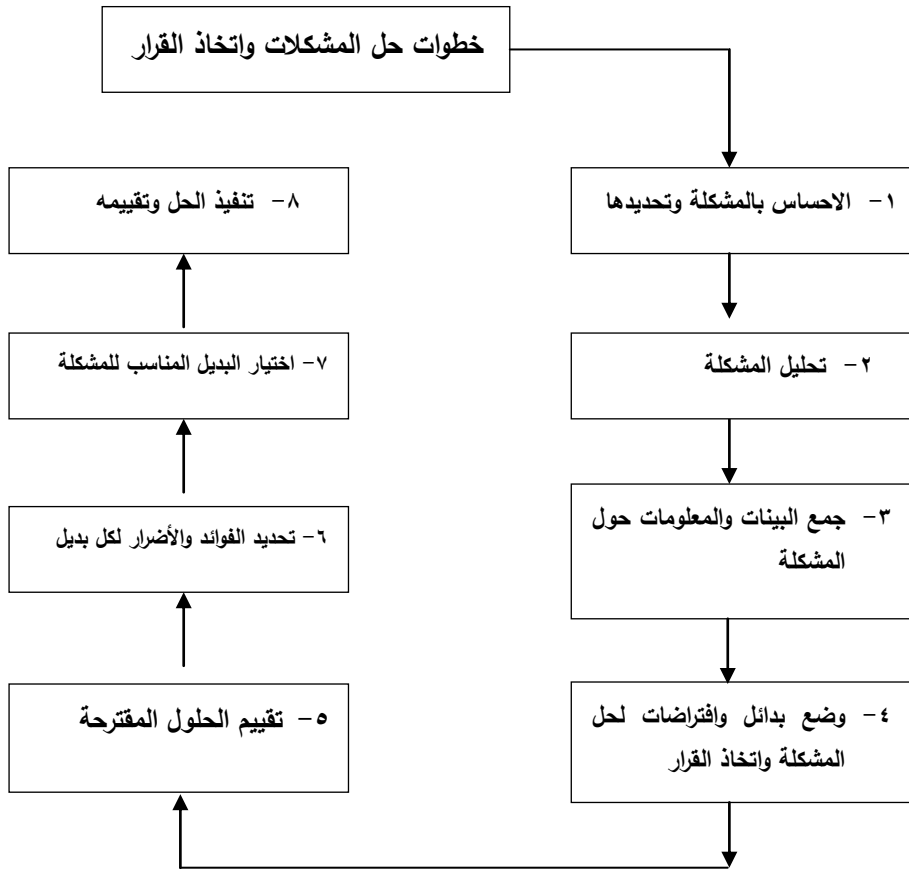 خطوات حل المشكلات واتخاذ القرار
١- الاحساس بالمشكلة وتحديدها
٢- تحليل المشكلة
٣- جمع البينات والمعلومات حول
المشكلة
٤- وضع بدائل وافتراضات لحل
المشكلة واتخاذ القرار
٥- تقييم الحلول المقترحة
٦- تحديد الفوائد والأضرار لكل بديل
٧- اختيار البديل المناسب للمشكلة
٨- تنفيذ الحل وتقييمه